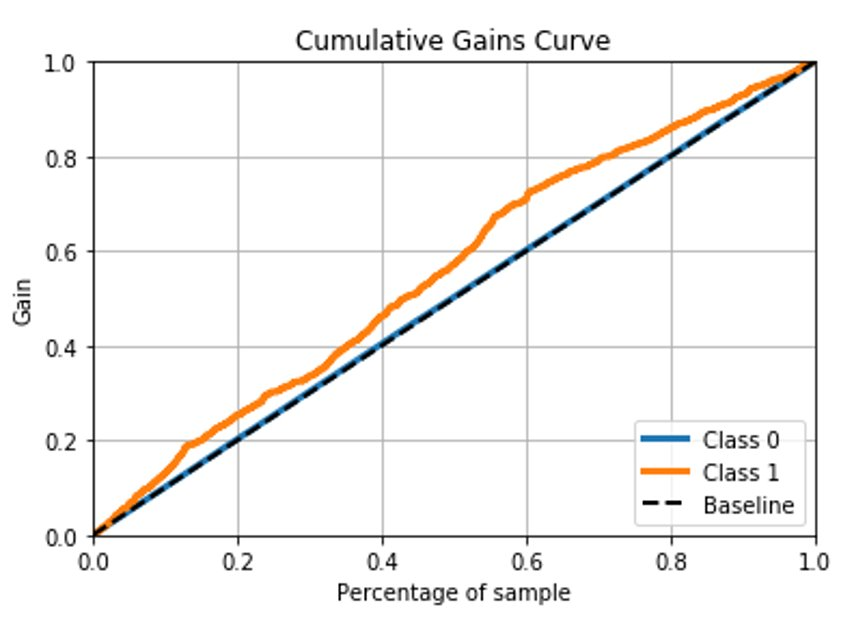 Cumulative Gains Curve
1.0
0.8
0.6
0.4
0.2
0.0
Gain
0.0 0.2 0.4 0.6 0.8 1.0
Percentage of sample
Class 0
Class 1
Baseline